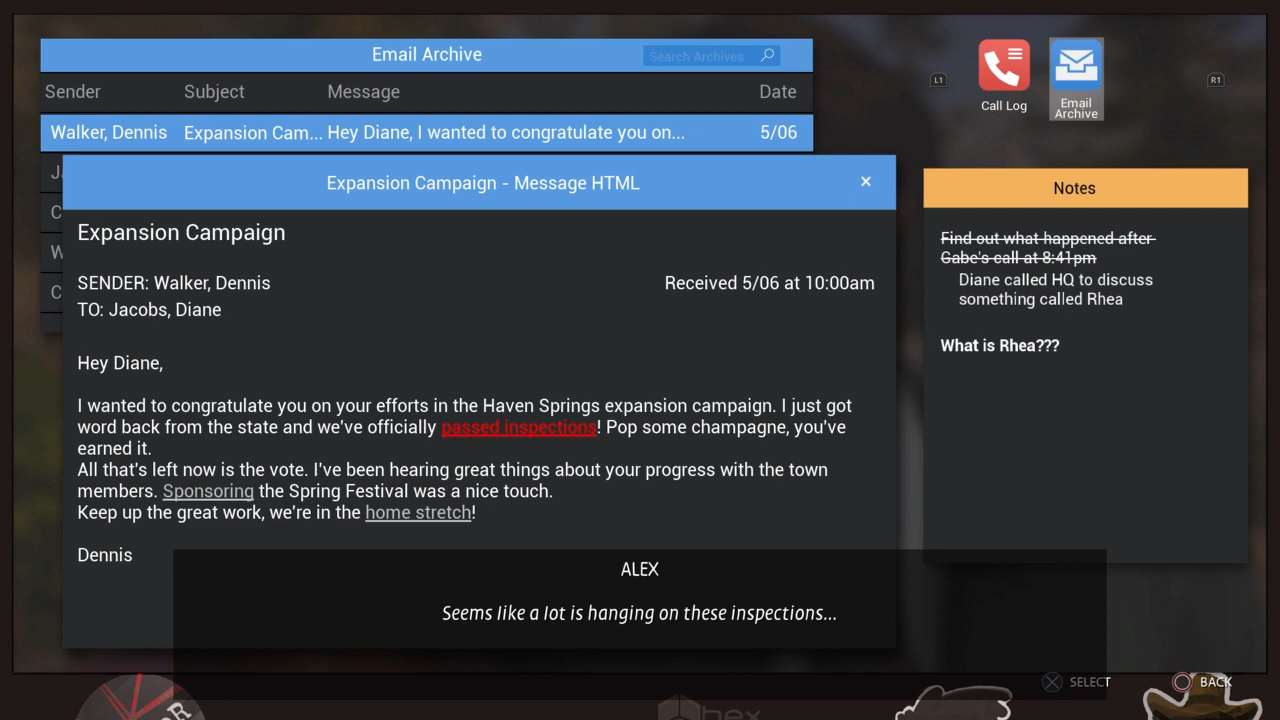 Email Archive
Search Archives
Sender Subject Message Date
Walker, Dennis Expansion Cam... Hey Diane, I wanted to congratulate you on... 5/06
J
C
W
C
Expansion Campaign - Message HTML ×
Expansion Campaign
SENDER: Walker, Dennis Received 5/06 at 10:00am
TO: Jacobs, Diane
Hey Diane,
I wanted to congratulate you on your efforts in the Haven Springs expansion campaign. I just got
word back from the state and we've officially passed inspections! Pop some champagne, you've
earned it.
All that's left now is the vote. I've been hearing great things about your progress with the town
members. Sponsoring the Spring Festival was a nice touch.
Keep up the great work, we're in the home stretch!
Dennis
ALEX
Seems like a lot is hanging on these inspections...
L1
Call Log
Email
Archive
R1
Notes
Find out what happened after
Gabe's call at 8:41pm
Diane called HQ to discuss
something called Rhea
What is Rhea???
SELECT
BACK
hex